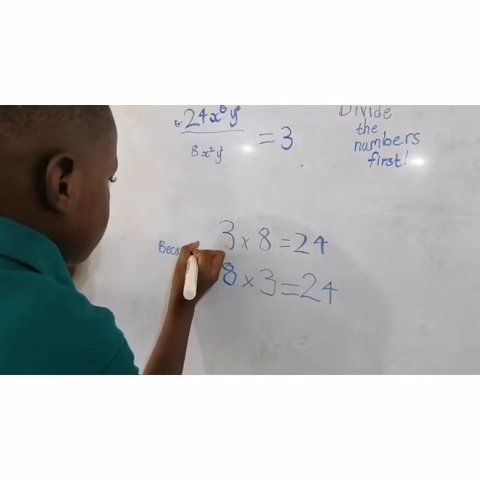 24x⁶y
8x²y
= 3
Divide
the
numbers
first!
3 x 8 = 24
8 x 3 = 24